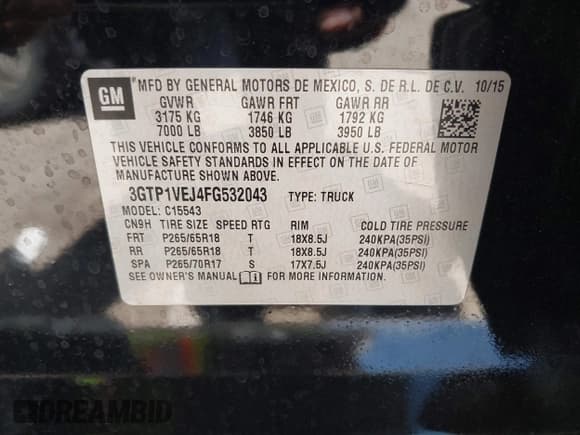 GM
MFD BY GENERAL MOTORS DE MEXICO, S. DE R.L. DE C.V. 10/15
GVWR GAWR FRT GAWR RR
3175 KG 1746 KG 1792 KG
7000 LB 3850 LB 3950 LB
THIS VEHICLE CONFORMS TO ALL APPLICABLE U.S. FEDERAL MOTOR
VEHICLE SAFETY STANDARDS IN EFFECT ON THE DATE OF
MANUFACTURE SHOWN ABOVE.
3GTP1VEJ4FG532043 TYPE: TRUCK
MODEL: C15543
CN9H TIRE SIZE SPEED RTG RIM COLD TIRE PRESSURE
FRT P265/65R18 T 18X8.5J 240KPA(35PSI)
RR P265/65R18 T 18X8.5J 240KPA(35PSI)
SPA P265/70R17 S 17X7.5J 240KPA(35PSI)
SEE OWNER'S MANUAL FOR MORE INFORMATION.
DREAMBID